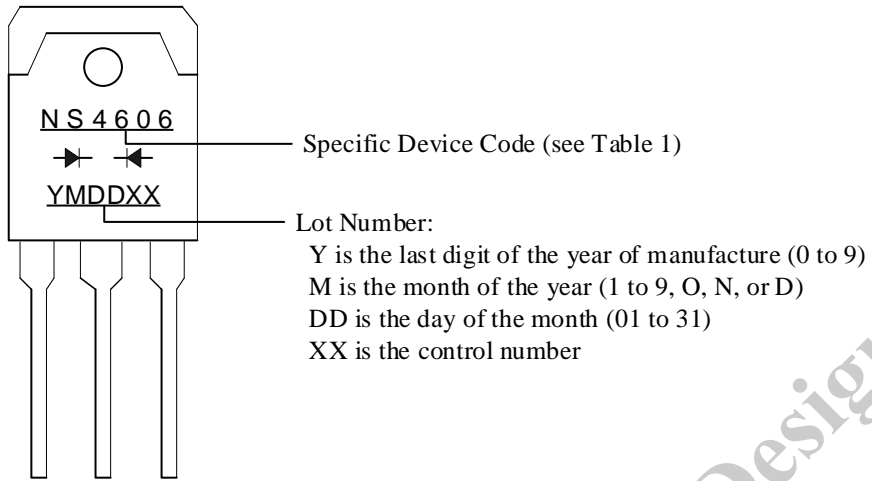 NS4606
Specific Device Code (see Table 1)
YMDDXX
Lot Number:
Y is the last digit of the year of manufacture (0 to 9)
M is the month of the year (1 to 9, O, N, or D)
DD is the day of the month (01 to 31)
XX is the control number
Design